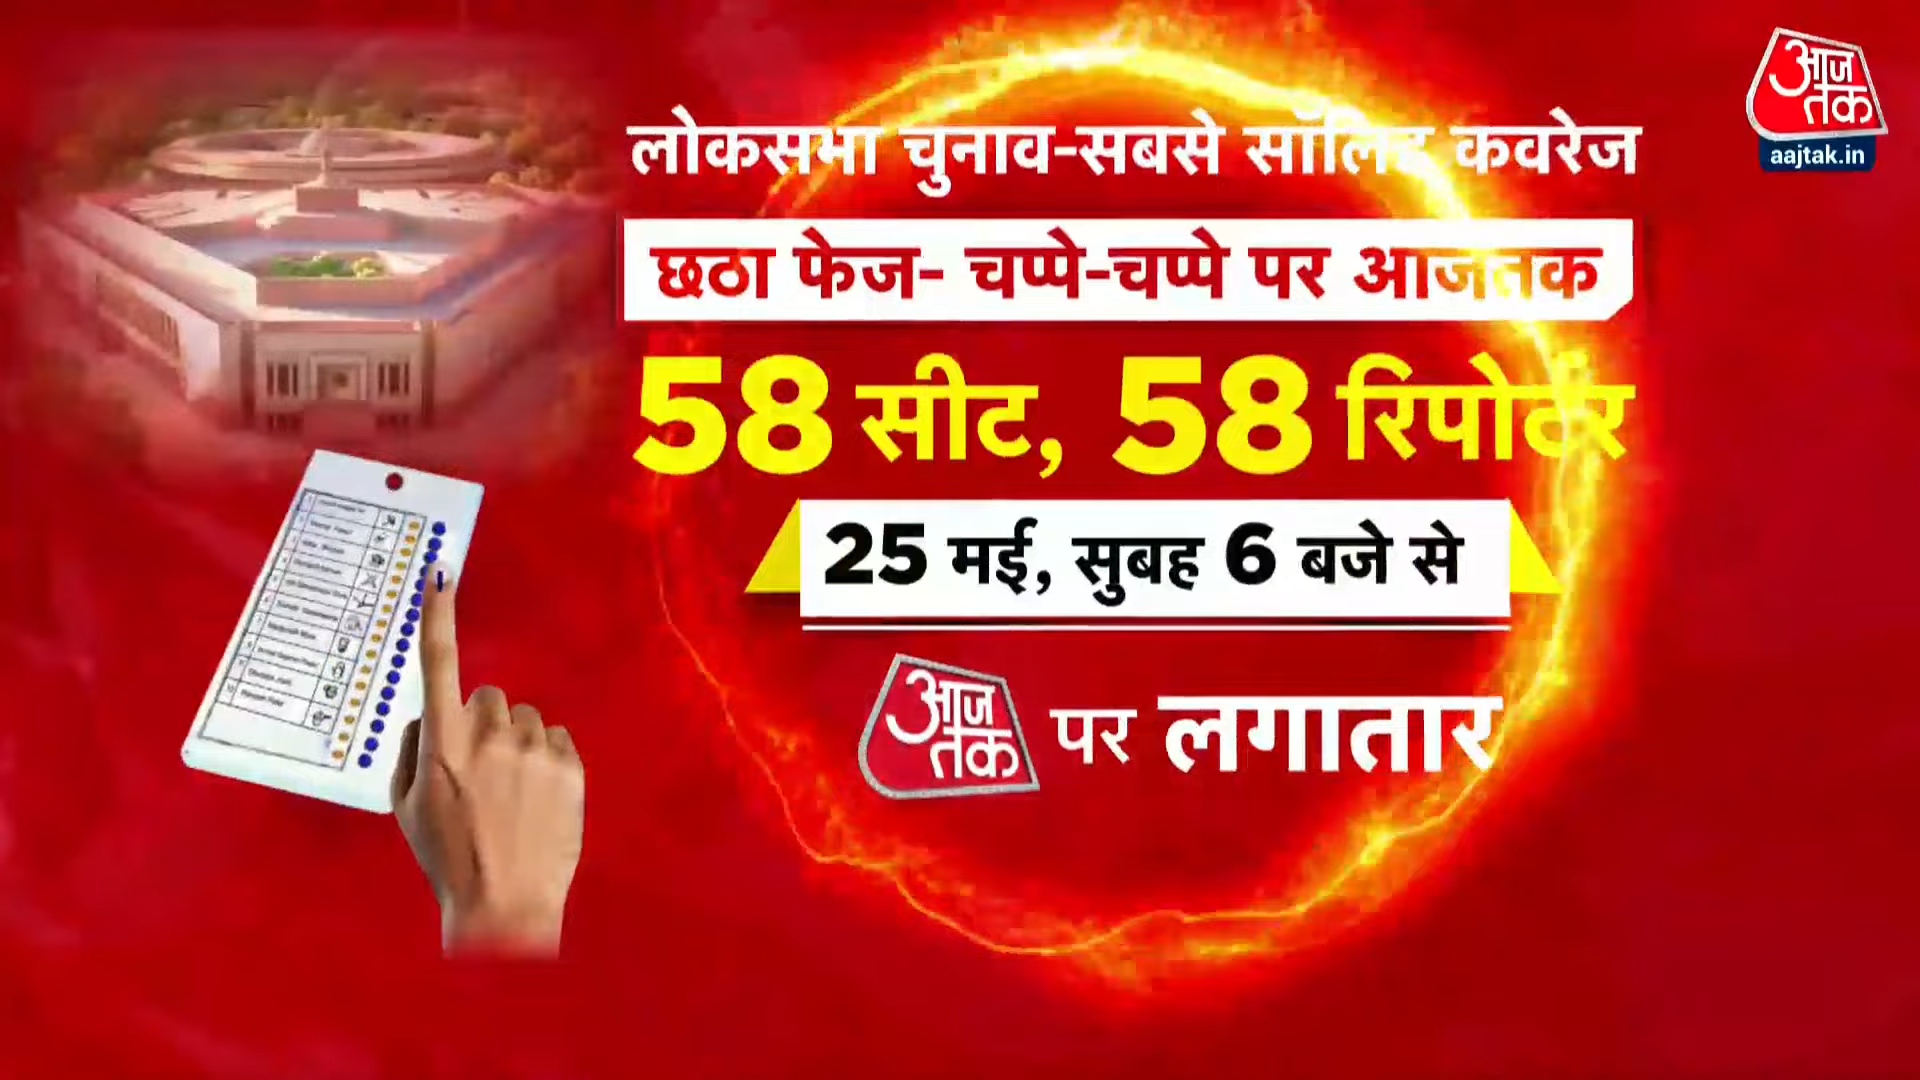 आज
तक
aajtak.in
लोकसभा चुनाव-सबसे सॉलिड कवरेज
छठा फेज- चप्पे-चप्पे पर आजतक
58 सीट, 58 रिपोर्टर
25 मई, सुबह 6 बजे से
आज
तक पर लगातार